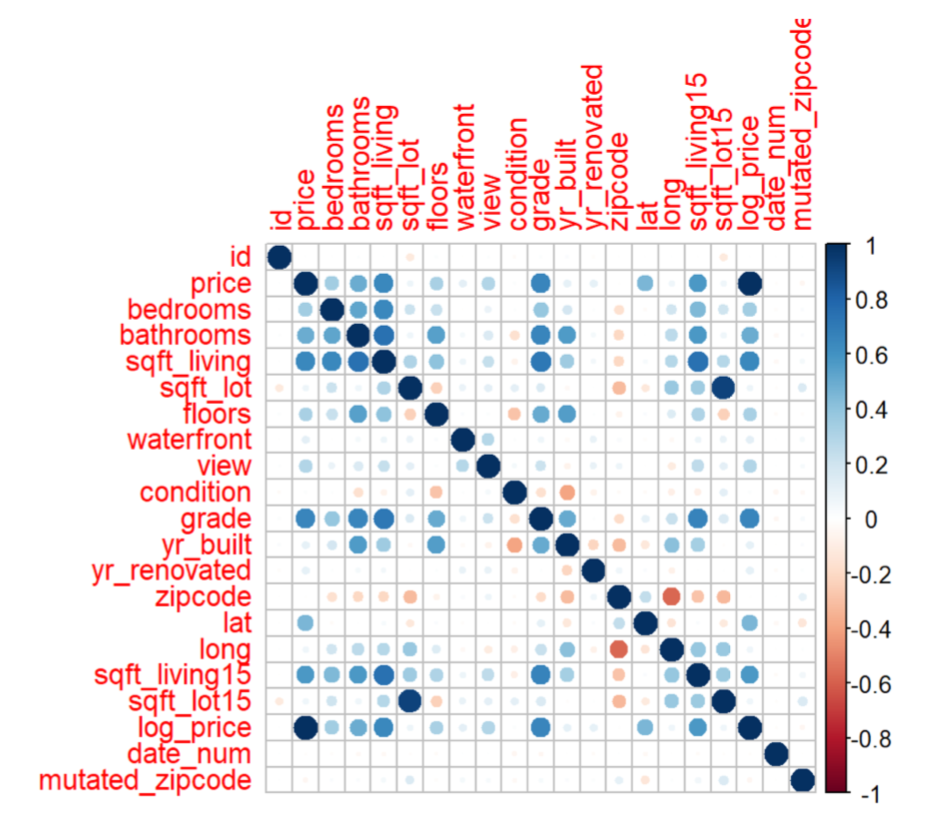 id
price
bedrooms
bathrooms
sqft_living
sqft_lot
floors
waterfront
view
condition
grade
yr_built
yr_renovated
zipcode
lat
long
sqft_living15
sqft_lot15
log_price
date_num
mutated_zipcode
id
price
bedrooms
bathrooms
sqft_living
sqft_lot
floors
waterfront
view
condition
grade
yr_built
yr_renovated
zipcode
lat
long
sqft_living15
sqft_lot15
log_price
date_num
mutated_zipcode
1
0.8
0.6
0.4
0.2
0
-0.2
-0.4
-0.6
-0.8
-1